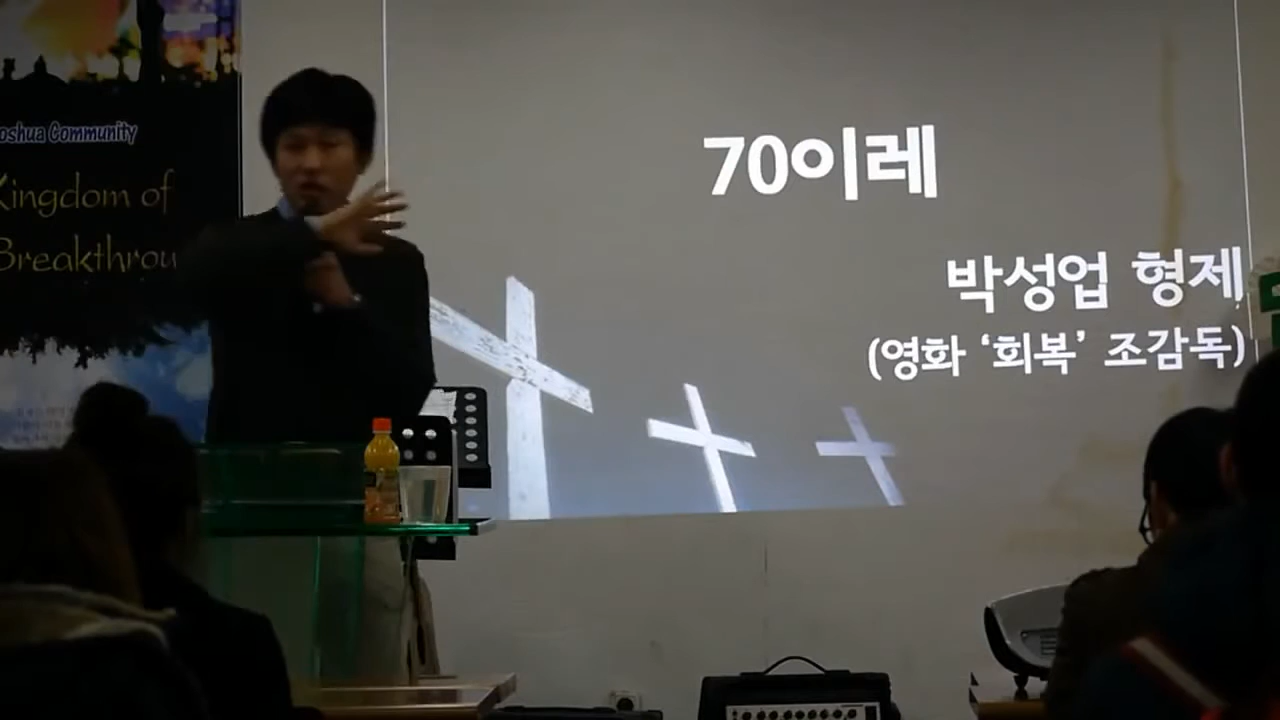 oshua Community
Kingdom of
Breakthrou
70이레
박성업 형제
(영화 ‘회복’ 조감독)